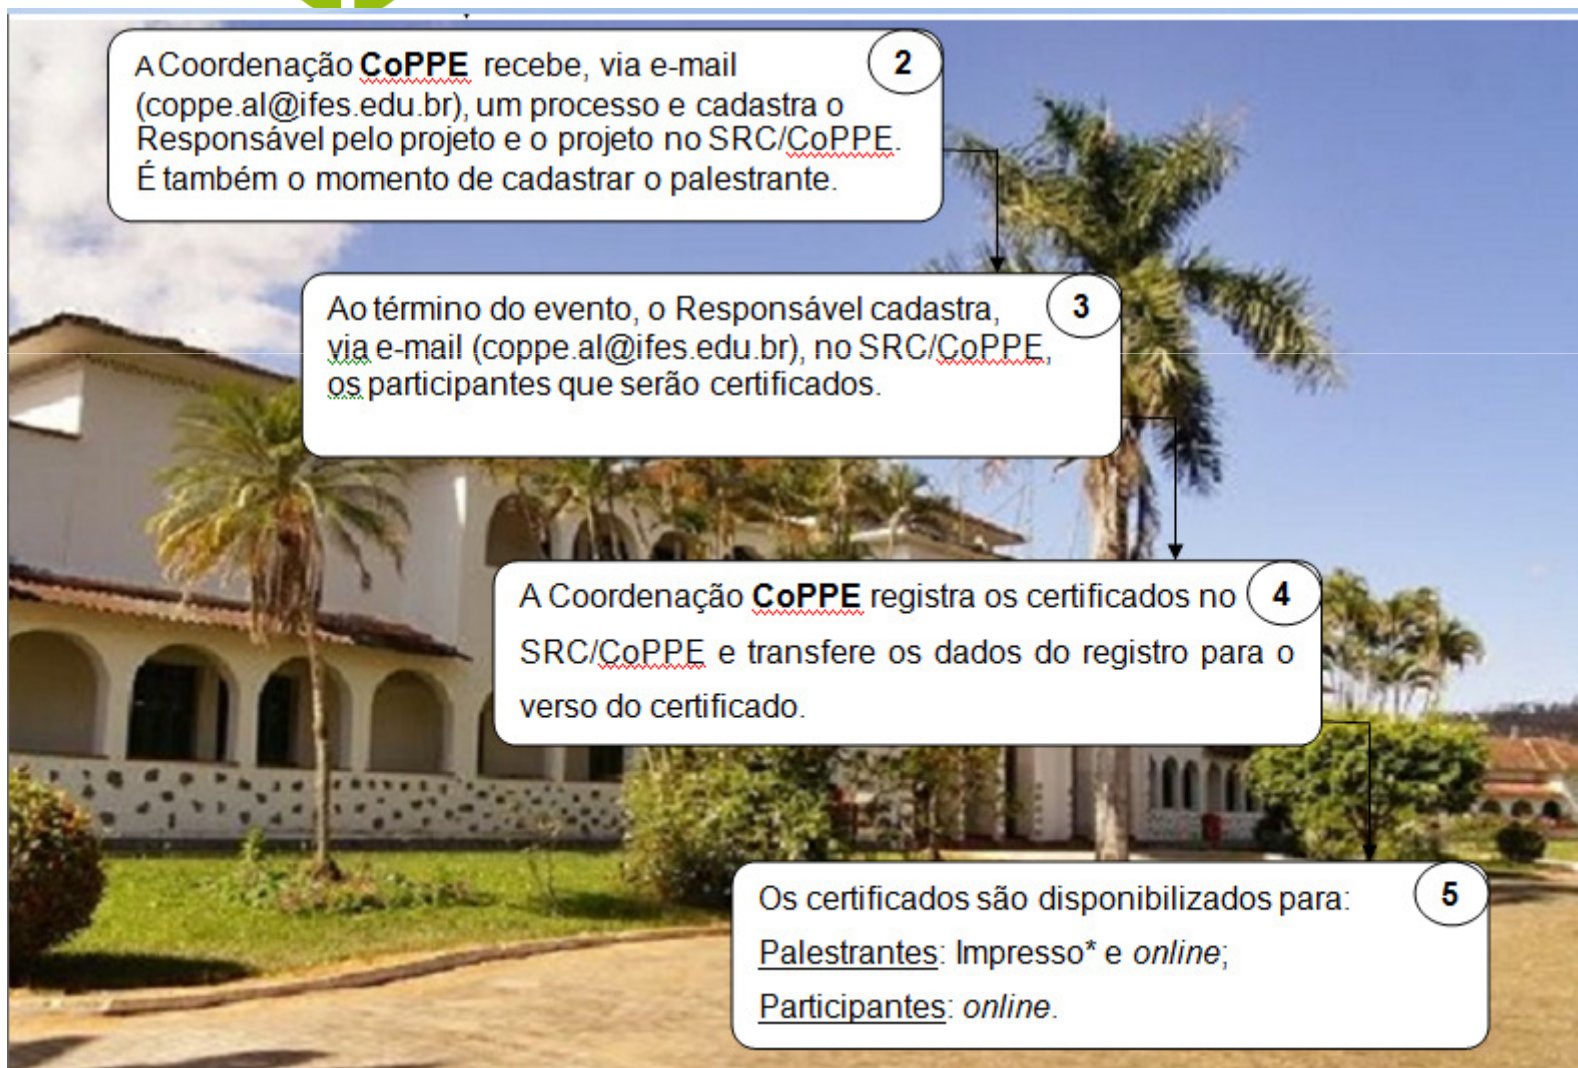 2
A Coordenação CoPPE recebe, via e-mail
(coppe.al@ifes.edu.br), um processo e cadastra o
Responsável pelo projeto e o projeto no SRC/CoPPE.
É também o momento de cadastrar o palestrante.
3
Ao término do evento, o Responsável cadastra,
via e-mail (coppe.al@ifes.edu.br), no SRC/CoPPE,
os participantes que serão certificados.
4
A Coordenação CoPPE registra os certificados no
SRC/CoPPE e transfere os dados do registro para o
verso do certificado.
5
Os certificados são disponibilizados para:
Palestrantes: Impresso* e online;
Participantes: online.